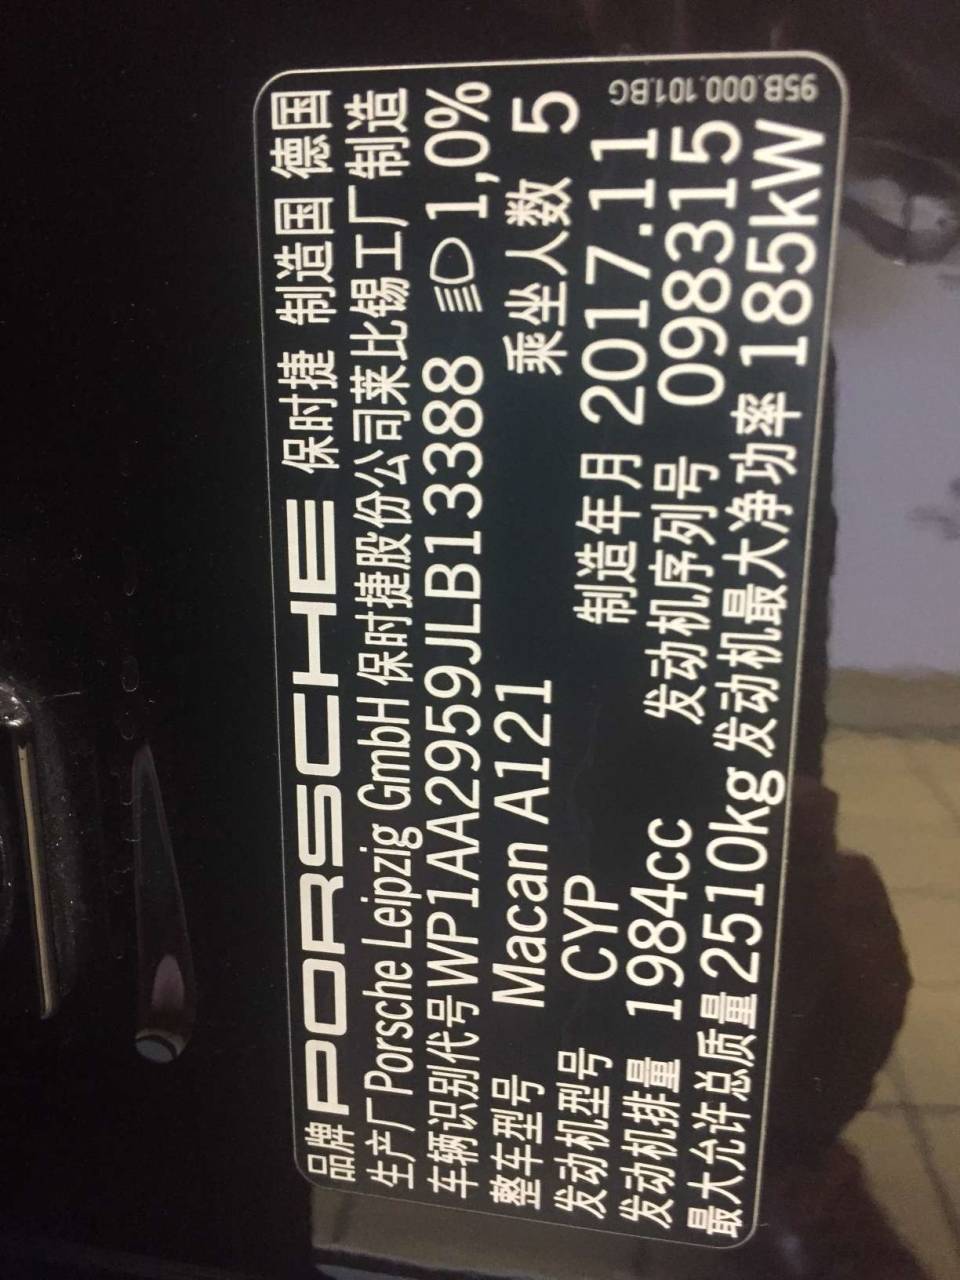 品牌 PORSCHE 保时捷 制造国 德国
生产厂 Porsche Leipzig GmbH 保时捷股份公司莱比锡工厂制造
车辆识别代号 WP1AA2959JLB13388 1,0%
整车型号 Macan A121 乘坐人数 5
发动机型号 CYP 制造年月 2017.11
发动机排量 1984cc 发动机序列号 098315
最大允许总质量 2510kg 发动机最大净功率 185kW
95B.000.101.BG